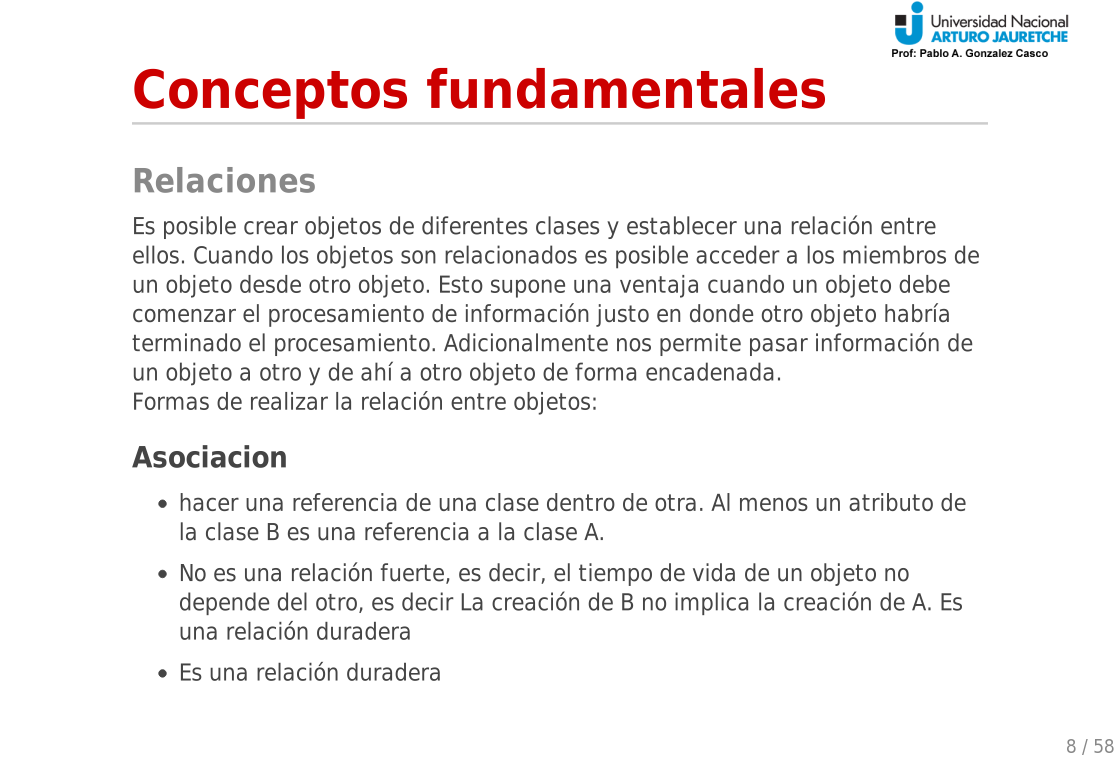 Universidad Nacional
ARTURO JAURETCHE
Prof: Pablo A. Gonzalez Casco
Conceptos fundamentales
Relaciones
Es posible crear objetos de diferentes clases y establecer una relación entre
ellos. Cuando los objetos son relacionados es posible acceder a los miembros de
un objeto desde otro objeto. Esto supone una ventaja cuando un objeto debe
comenzar el procesamiento de información justo en donde otro objeto habría
terminado el procesamiento. Adicionalmente nos permite pasar información de
un objeto a otro y de ahí a otro objeto de forma encadenada.
Formas de realizar la relación entre objetos:
Asociacion
• hacer una referencia de una clase dentro de otra. Al menos un atributo de
la clase B es una referencia a la clase A.
• No es una relación fuerte, es decir, el tiempo de vida de un objeto no
depende del otro, es decir La creación de B no implica la creación de A. Es
una relación duradera
• Es una relación duradera
8 / 58